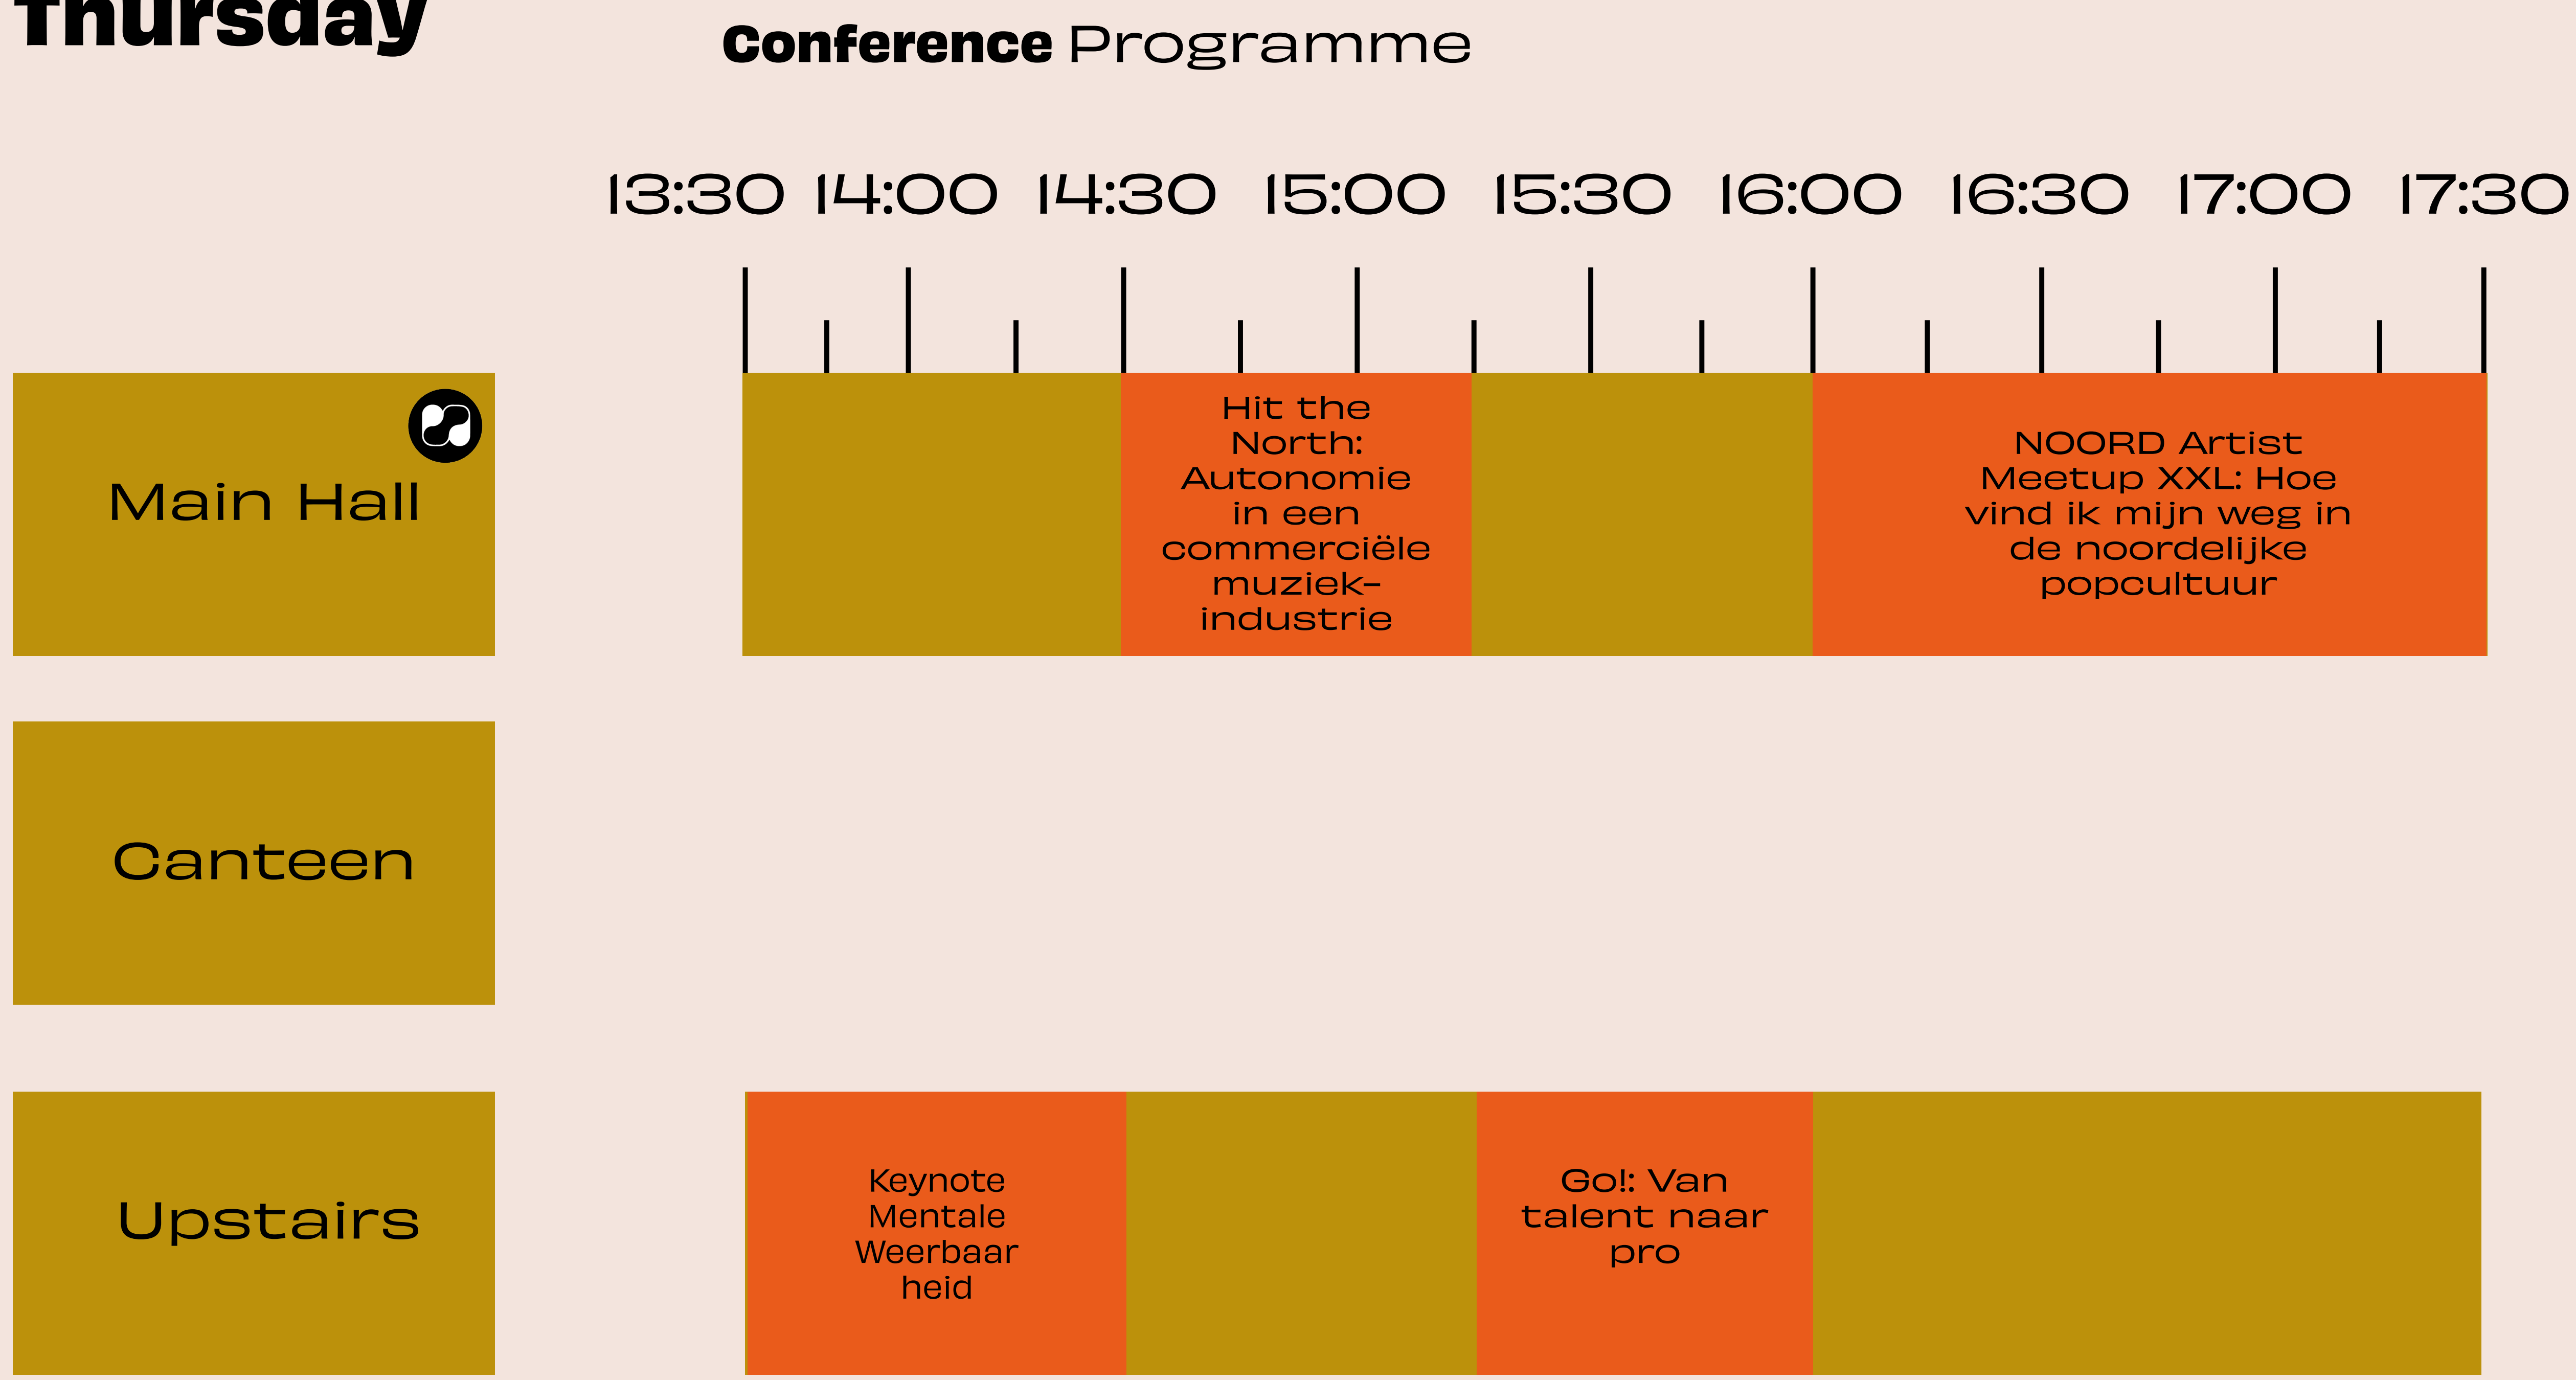 Thursday
Conference Programme
13:30 14:00 14:30 15:00 15:30 16:00 16:30 17:00 17:30
Main Hall
Hit the
North:
Autonomie
in een
commerciële
muziek-
industrie
NOORD Artist
Meetup XXL: Hoe
vind ik mijn weg in
de noordelijke
popcultuur
Canteen
Upstairs
Keynote
Mentale
Weerbaar
heid
Go!: Van
talent naar
pro